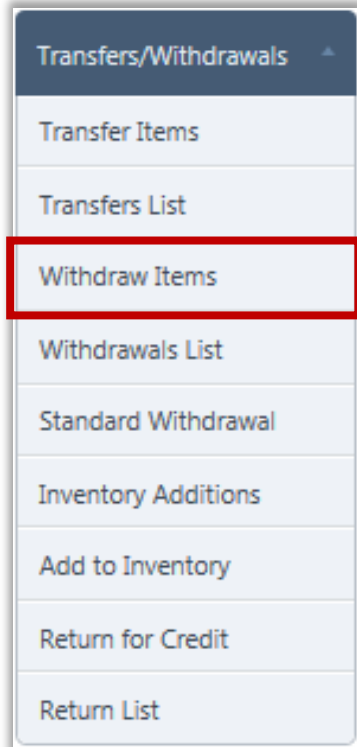 Transfers/Withdrawals
Transfer Items
Transfers List
Withdraw Items
Withdrawals List
Standard Withdrawal
Inventory Additions
Add to Inventory
Return for Credit
Return List